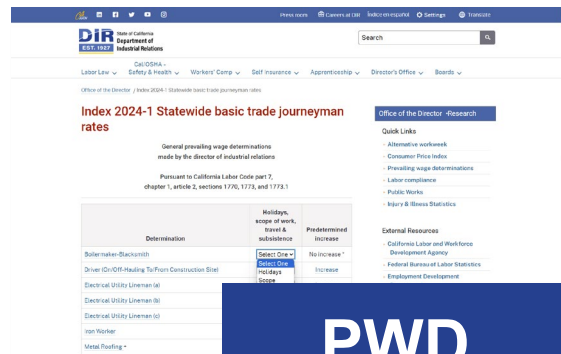 Press room Careers at DIR Índice en español Settings Translate
DIR State of California
Department of
EST. 1927 Industrial Relations
Search
Labor Law Cal/OSHA - Safety & Health Workers' Comp Self Insurance Apprenticeship Director's Office Boards
Office of the Director / Index 2024-1 Statewide basic trade journeyman rates
Index 2024-1 Statewide basic trade journeyman
rates
General prevailing wage determinations
made by the director of industrial relations
Pursuant to California Labor Code part 7,
chapter 1, article 2, sections 1770, 1773, and 1773.1
Determination
Holidays,
scope of work,
travel &
subsistence
Predetermined
increase
Boilermaker-Blacksmith Select One No increase *
Select One
Driver (On/Off-Hauling To/From Construction Site) Holidays Increase
Electrical Utility Lineman (a) Scope
Electrical Utility Lineman (b)
Electrical Utility Lineman (c)
Iron Worker
Metal Roofing
Office of the Director - Research
Quick Links
- Alternative workweek
- Consumer Price Index
- Prevailing wage determinations
- Labor compliance
- Public Works
- Injury & Illness Statistics
External Resources
- California Labor and Workforce
Development Agency
- Federal Bureau of Labor Statistics
- Employment Development
PWD